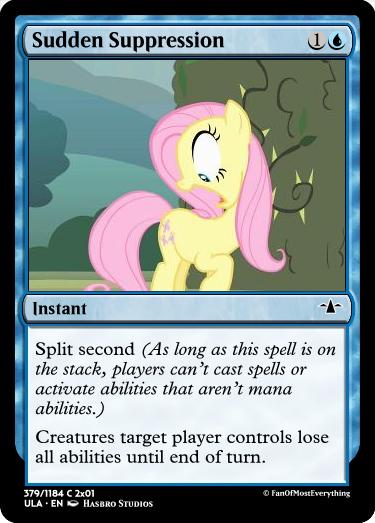 Sudden Suppression 1
Instant
Split second (As long as this spell is on
the stack, players can't cast spells or
activate abilities that aren't mana
abilities.)
Creatures target player controls lose
all abilities until end of turn.
379/1184 C 2x01
ULA • EN Hasbro Studios
© FanOfMostEverything